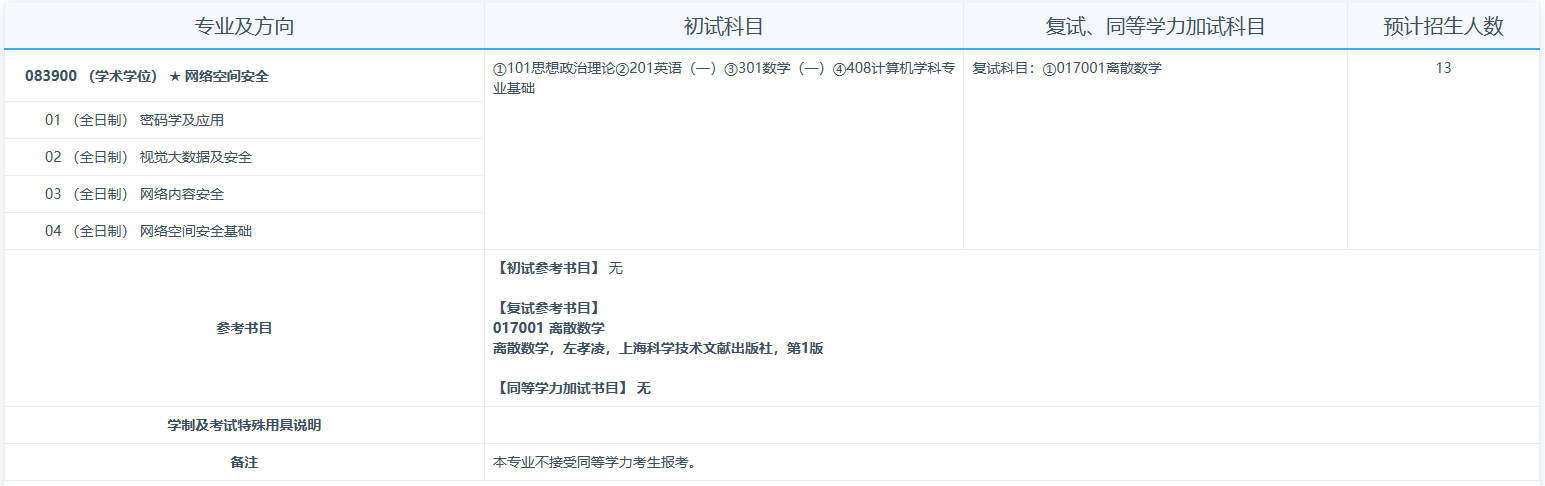 专业及方向 初试科目 复试、同等学力加试科目 预计招生人数
083900 （学术学位） ★ 网络空间安全
①101思想政治理论②201英语（一）③301数学（一）④408计算机学科专
业基础
复试科目：①017001离散数学
13
01 （全日制） 密码学及应用
02 （全日制） 视觉大数据及安全
03 （全日制） 网络内容安全
04 （全日制） 网络空间安全基础
参考书目
【初试参考书目】 无
【复试参考书目】
017001 离散数学
离散数学，左孝凌，上海科学技术文献出版社，第1版
【同等学力加试书目】 无
学制及考试特殊用具说明
备注
本专业不接受同等学力考生报考。